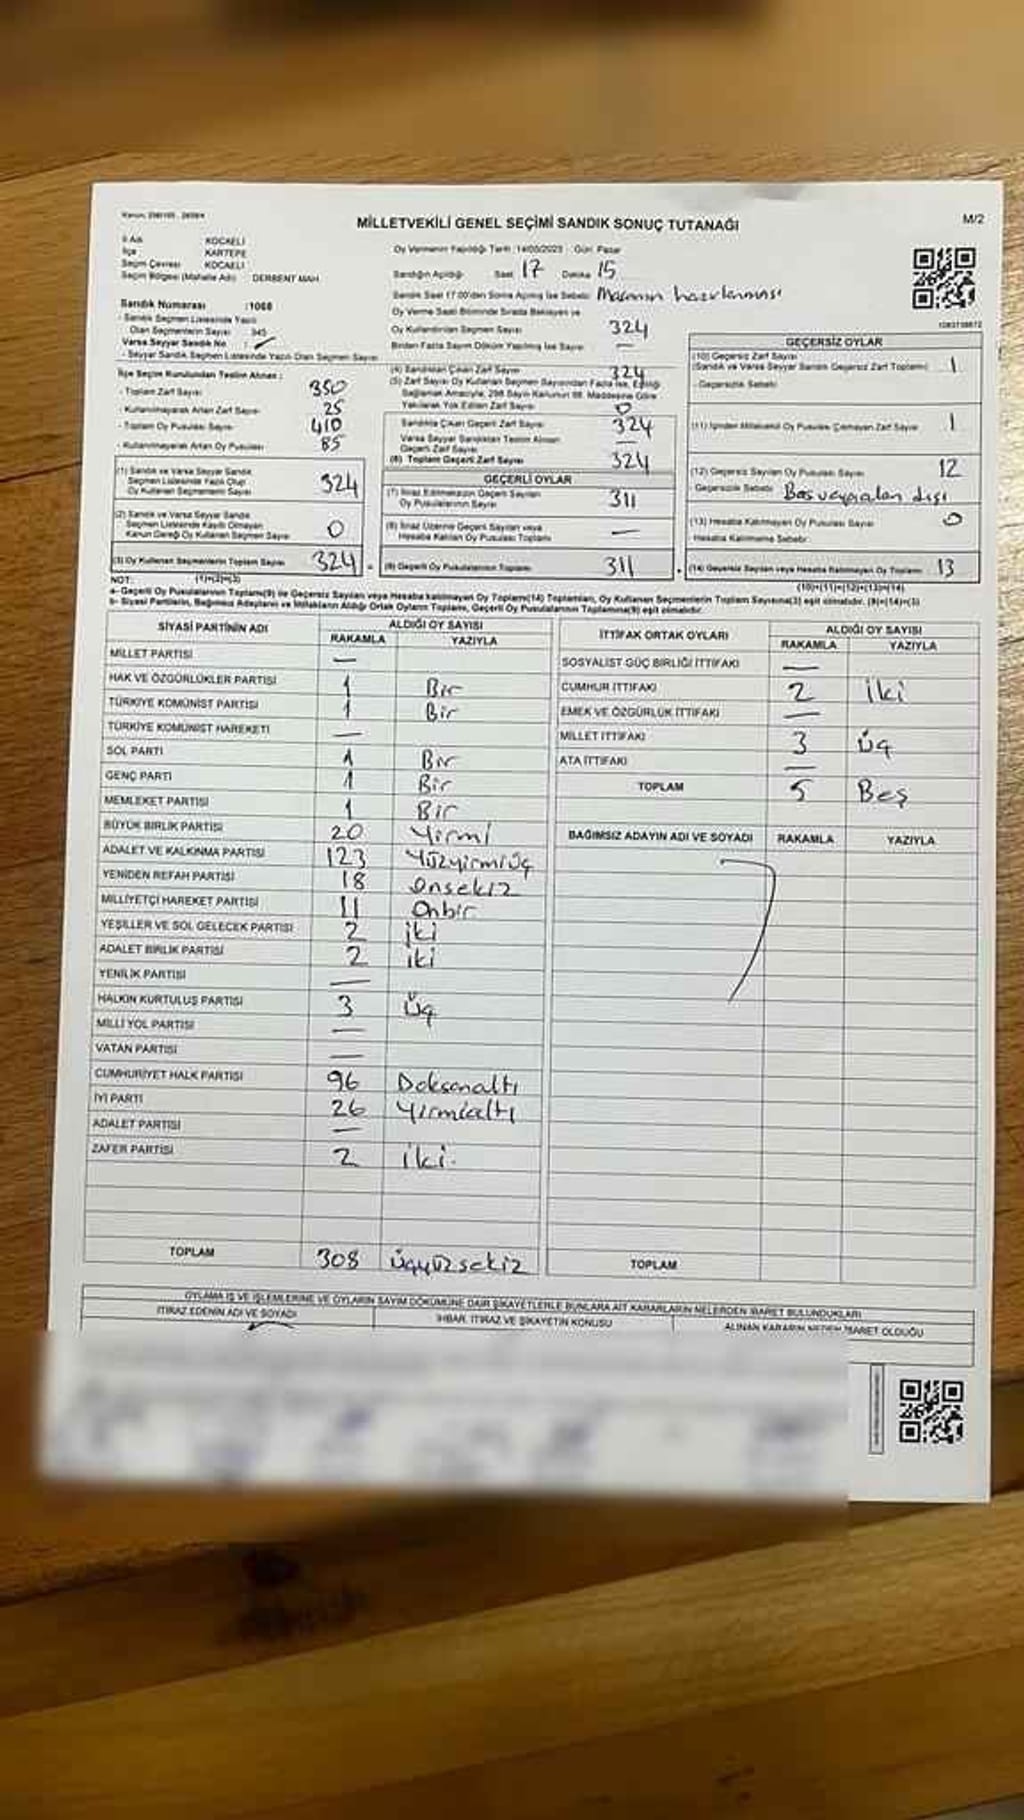 MİLLETVEKİLİ GENEL SEÇİMİ SANDIK SONUÇ TUTANAĞI
M/2
İli Adı KOCAELİ
İlçe KARTEPE
Seçim Çevresi KOCAELİ
Seçim Bölgesi (Mahalle Adı) DERBENT MAH
Oy Vermenin Yapıldığı Tarih :14/05/2023 Gün: Pazar
Sandığın Açıldığı Saat 17 Dakika 15
Sandık Saat 17:00'den Sonra Açılmış İse Sebebi: Masanın hazırlanması
Sandık Numarası :1068
- Sandık Seçmen Listesinde Yazılı
Olan Seçmenlerin Sayısı 345
Varsa Seyyar Sandık No :
- Seyyar Sandık Seçmen Listesinde Yazılı Olan Seçmen Sayısı
Oy Verme Saati Bitiminde Sırada Bekleyen ve
Oy Kullandırılan Seçmen Sayısı 324
Birden Fazla Sayım Döküm Yapılmış İse Sayısı —
İlçe Seçim Kurulundan Teslim Alınan :
- Toplam Zarf Sayısı 350
- Kullanılmayarak Artan Zarf Sayısı 25
- Toplam Oy Pusulası Sayısı 410
- Kullanılmayarak Artan Oy Pusulası 85
(4) Sandıktan Çıkan Zarf Sayısı 324
(5) Zarf Sayısı Oy Kullanan Seçmen Sayısından Fazla İse, Eşitliği
Sağlamak Amacıyla, 298 Sayılı Kanunun 98. Maddesine Göre
Yakılarak Yok Edilen Zarf Sayısı 0
Sandıkta Çıkan Geçerli Zarf Sayısı 324
Varsa Seyyar Sandıktan Teslim Alınan
Geçerli Zarf Sayısı —
(6) Toplam Geçerli Zarf Sayısı 324
(1) Sandık ve Varsa Seyyar Sandık
Seçmen Listesinde Yazılı Olup
Oy Kullanan Seçmenlerin Sayısı 324
(2) Sandık ve Varsa Seyyar Sandık
Seçmen Listesinde Kayıtlı Olmayan
Kanun Gereği Oy Kullanan Seçmen Sayısı 0
(3) Oy Kullanan Seçmenlerin Toplam Sayısı 324
(1)+(2)=(3)
GEÇERLİ OYLAR
(7) İtiraz Edilmeksizin Geçerli Sayılan
Oy Pusulalarının Sayısı 311
(8) İtiraz Üzerine Geçerli Sayılan veya
Hesaba Katılan Oy Pusulası Toplamı —
(9) Geçerli Oy Pusulalarının Toplamı 311
GEÇERSİZ OYLAR
(10) Geçersiz Zarf Sayısı
(Sandık ve Varsa Seyyar Sandık Geçersiz Zarf Toplamı) 1
- Geçersizlik Sebebi
(11) İçinden Milletvekili Oy Pusulası Çıkmayan Zarf Sayısı 1
(12) Geçersiz Sayılan Oy Pusulası Sayısı 12
- Geçersizlik Sebebi
(13) Hesaba Katılmayan Oy Pusulası Sayısı 0
Hesaba Katılmama Sebebi:
(14) Geçersiz Sayılan veya Hesaba Katılmayan Oy Toplamı 13
(10)+(11)+(12)+(13)=(14)
NOT:
a- Geçerli Oy Pusulalarının Toplamı(9) ile Geçersiz Sayılan veya Hesaba katılmayan Oy Toplamı(14) Toplamları, Oy Kullanan Seçmenlerin Toplam Sayısına(3) eşit olmalıdır. (9)+(14)=(3)
b- Siyasi Partilerin, Bağımsız Adayların ve İttifakların Aldığı Ortak Oyların Toplamı, Geçerli Oy Pusulalarının Toplamına(9) eşit olmalıdır.
SİYASİ PARTİNİN ADI ALDIĞI OY SAYISI
RAKAMLA YAZIYLA
MİLLET PARTİSİ —
HAK VE ÖZGÜRLÜKLER PARTİSİ 1 Bir
TÜRKİYE KOMÜNİST PARTİSİ 1 Bir
TÜRKİYE KOMÜNİST HAREKETİ —
SOL PARTİ 1 Bir
GENÇ PARTİ 1 Bir
MEMLEKET PARTİSİ 1 Bir
BÜYÜK BİRLİK PARTİSİ 20 Yirmi
ADALET VE KALKINMA PARTİSİ 123 Yüzyirmiüç
YENİDEN REFAH PARTİSİ 18 Onsekiz
MİLLİYETÇİ HAREKET PARTİSİ 11 Onbir
YEŞİLLER VE SOL GELECEK PARTİSİ 2 iki
ADALET BİRLİK PARTİSİ 2 iki
YENİLİK PARTİSİ —
HALKIN KURTULUŞ PARTİSİ 3 Üç
MİLLİ YOL PARTİSİ —
VATAN PARTİSİ —
CUMHURİYET HALK PARTİSİ 96 Doksanaltı
İYİ PARTİ 26 Yirmialtı
ADALET PARTİSİ —
ZAFER PARTİSİ 2 iki.
TOPLAM 308 Üçyüzsekiz
İTTİFAK ORTAK OYLARI ALDIĞI OY SAYISI
RAKAMLA YAZIYLA
SOSYALİST GÜÇ BİRLİĞİ İTTİFAKI —
CUMHUR İTTİFAKI 2 iki
EMEK VE ÖZGÜRLÜK İTTİFAKI —
MİLLET İTTİFAKI 3 Üç
ATA İTTİFAKI —
TOPLAM 5 Beş
BAĞIMSIZ ADAYIN ADI VE SOYADI RAKAMLA YAZIYLA
TOPLAM
OYLAMA İŞ VE İŞLEMLERİNE VE OYLARIN SAYIM DÖKÜMÜNE DAİR ŞİKAYETLERLE BUNLARA AİT KARARLARIN NELERDEN İBARET BULUNDUKLARI
İTİRAZ EDENİN ADI VE SOYADI İHBAR, İTİRAZ VE ŞİKAYETİN KONUSU ALINAN KARARIN NEDEN İBARET OLDUĞU